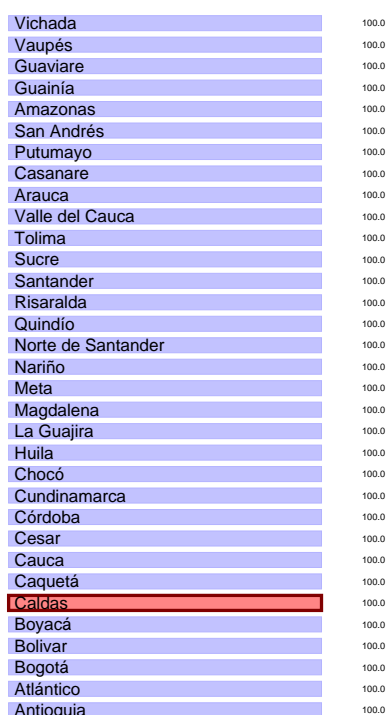 Vichada 100.0
Vaupés 100.0
Guaviare 100.0
Guainía 100.0
Amazonas 100.0
San Andrés 100.0
Putumayo 100.0
Casanare 100.0
Arauca 100.0
Valle del Cauca 100.0
Tolima 100.0
Sucre 100.0
Santander 100.0
Risaralda 100.0
Quindío 100.0
Norte de Santander 100.0
Nariño 100.0
Meta 100.0
Magdalena 100.0
La Guajira 100.0
Huila 100.0
Chocó 100.0
Cundinamarca 100.0
Córdoba 100.0
Cesar 100.0
Cauca 100.0
Caquetá 100.0
Caldas 100.0
Boyacá 100.0
Bolivar 100.0
Bogotá 100.0
Atlántico 100.0
Antioquia 100.0